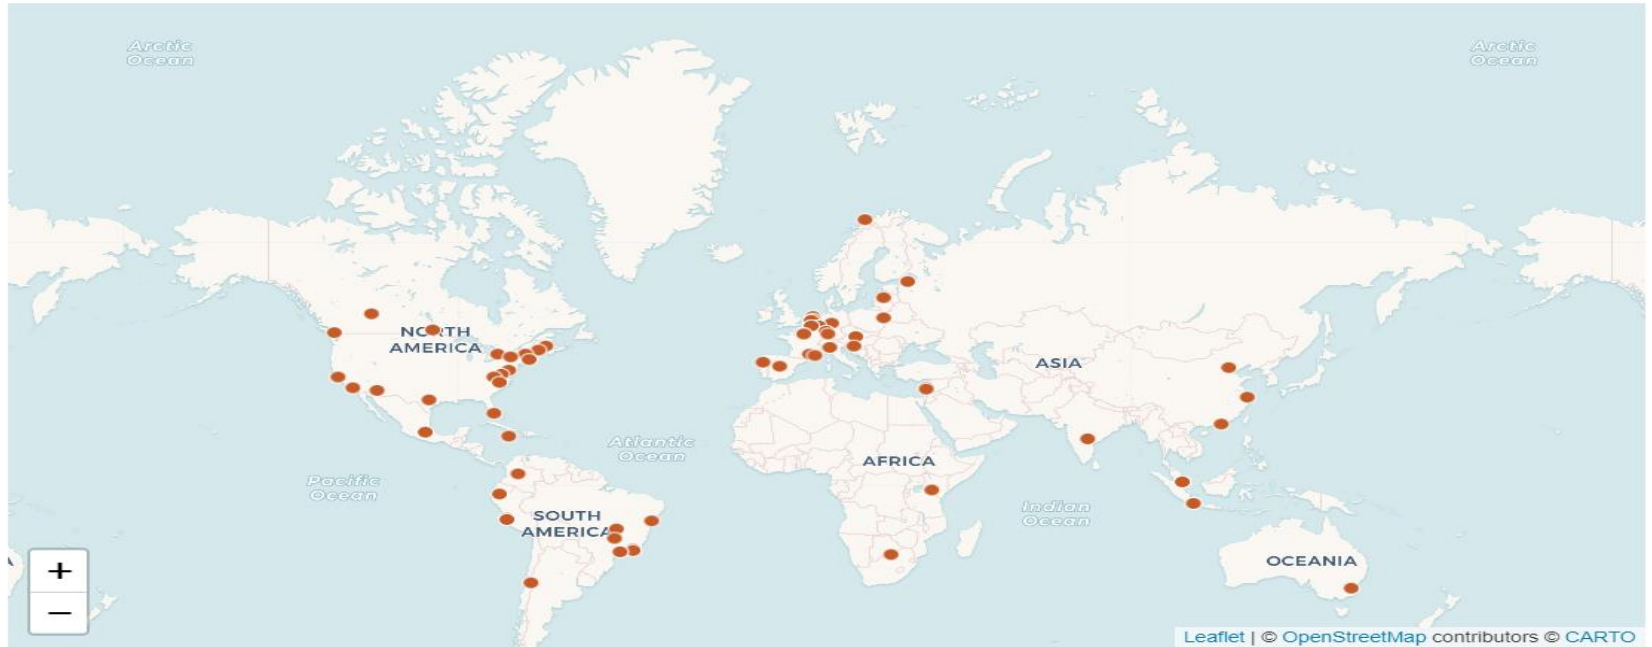 Arctic
Ocean
Arctic
Ocean
NORTH
AMERICA
ASIA
Atlantic
Ocean
AFRICA
Pacific
Ocean
SOUTH
AMERICA
Indian
Ocean
OCEANIA
A
+
−
Leaflet | © OpenStreetMap contributors © CARTO